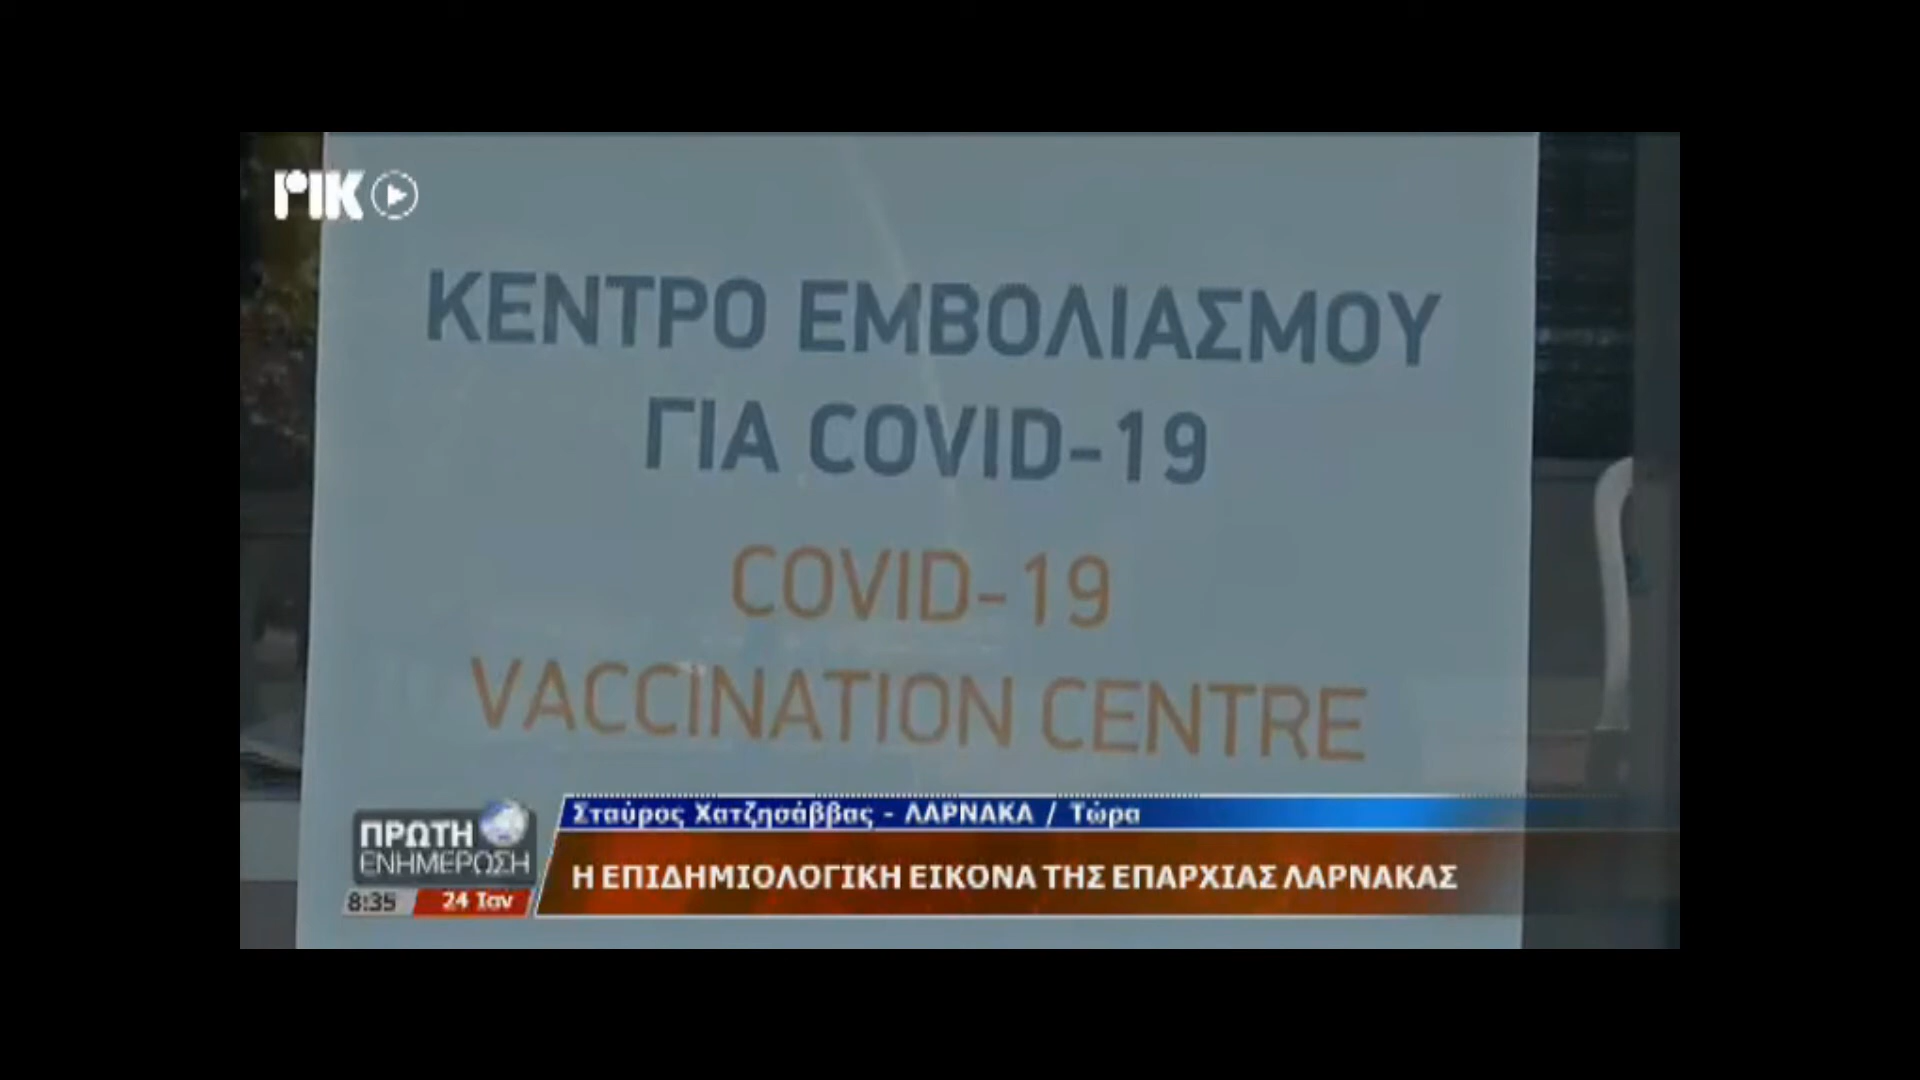 ΡΙΚ
ΚΕΝΤΡΟ ΕΜΒΟΛΙΑΣΜΟΥ
ΓΙΑ COVID-19
COVID-19
VACCINATION CENTRE
Σταύρος Χατζησάββας - ΛΑΡΝΑΚΑ / Τώρα
ΠΡΩΤΗ
ΕΝΗΜΕΡΩΣΗ
Η ΕΠΙΔΗΜΙΟΛΟΓΙΚΗ ΕΙΚΟΝΑ ΤΗΣ ΕΠΑΡΧΙΑΣ ΛΑΡΝΑΚΑΣ
8:35 24 Ιαν